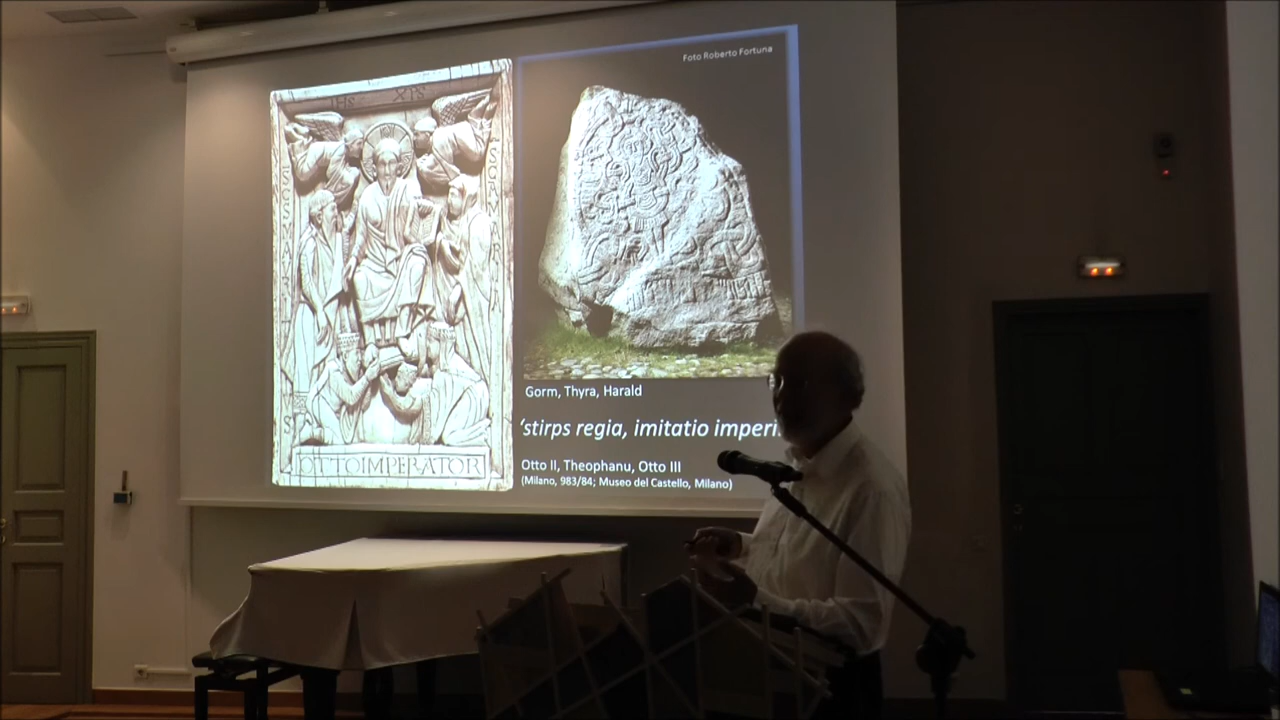 Foto Roberto Fortuna
IHS XPS
OTTO IMPERATOR
Gorm, Thyra, Harald
'stirps regia, imitatio imperi
Otto II, Theophanu, Otto III
(Milano, 983/84; Museo del Castello, Milano)